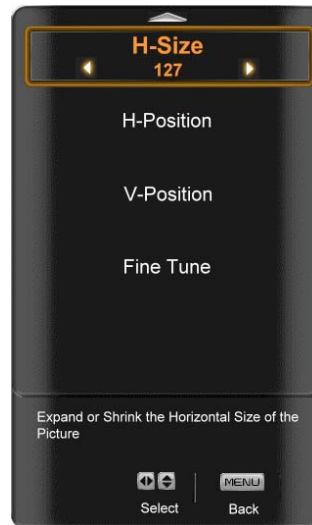 H-Size
127
H-Position
V-Position
Fine Tune
Expand or Shrink the Horizontal Size of the
Picture
MENU
Select
Back